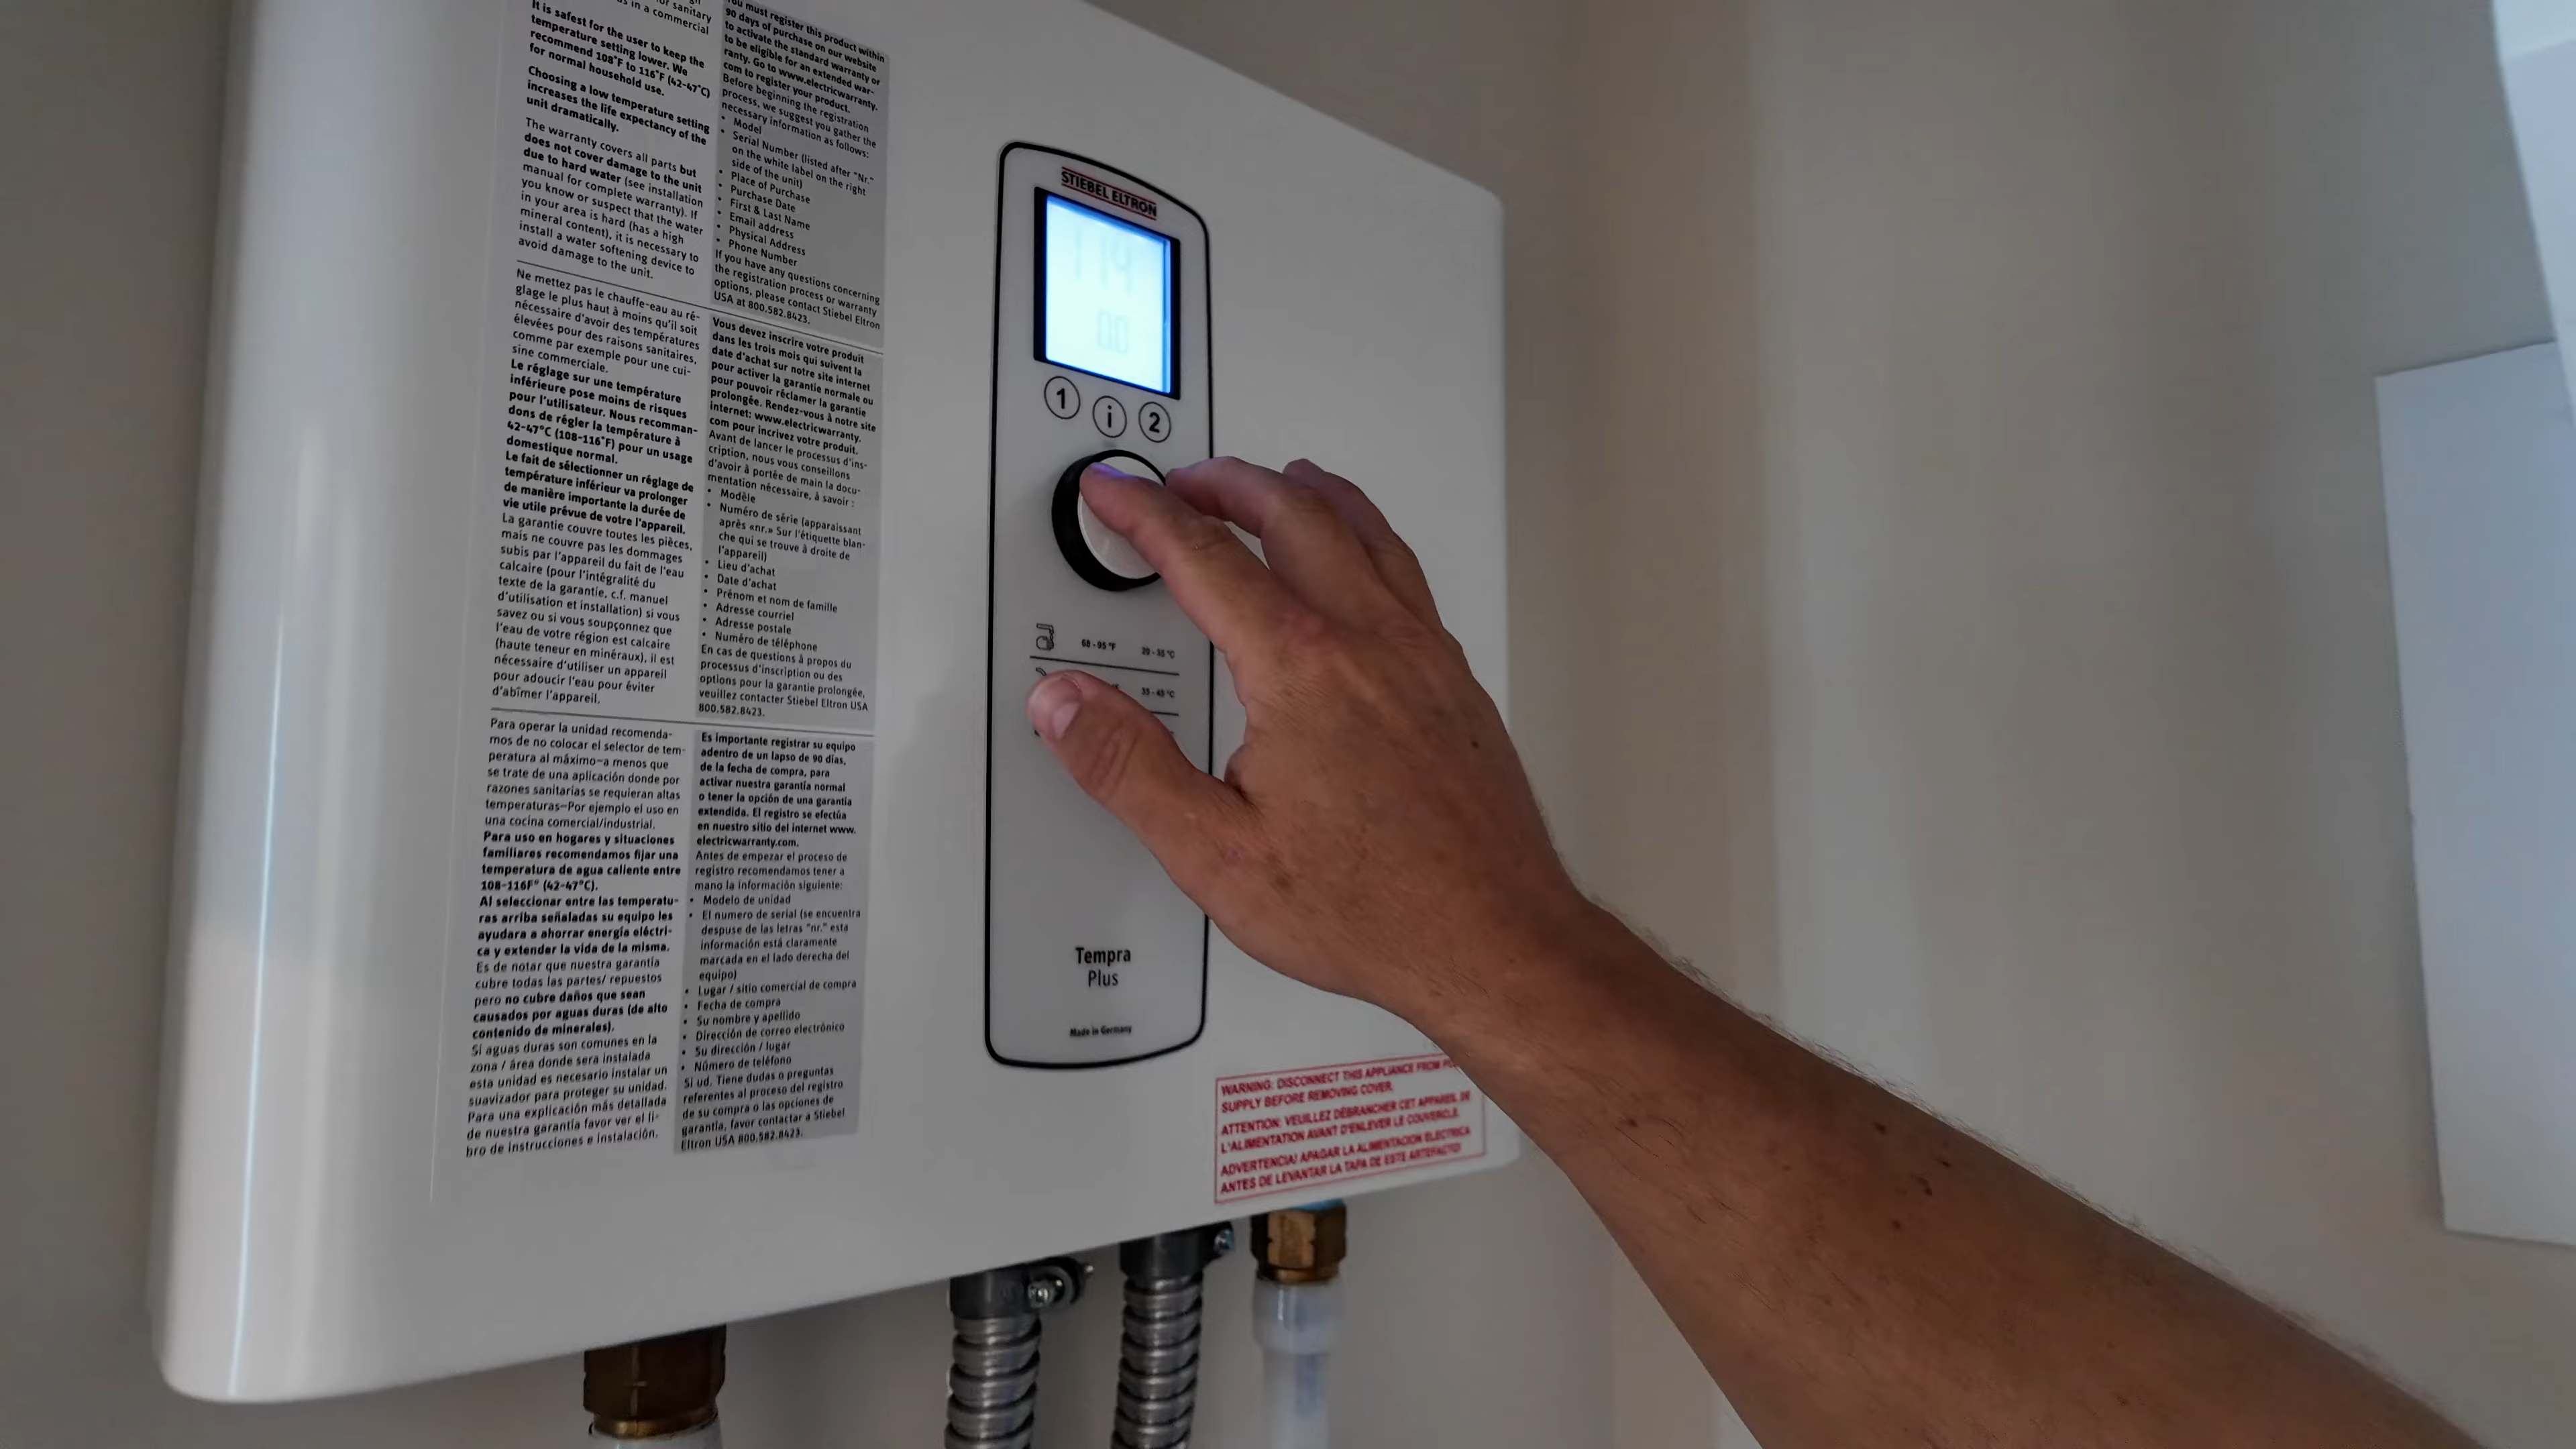 or sanitary
s in a commercial
It is safest for the user to keep the
temperature setting lower. We
recommend 108°F to 116°F (42-47°C)
for normal household use.
Choosing a low temperature setting
increases the life expectancy of the
unit dramatically.
The warranty covers all parts but
does not cover damage to the unit
due to hard water (see installation
manual for complete warranty). If
you know or suspect that the water
in your area is hard (has a high
mineral content), it is necessary to
install a water softening device to
avoid damage to the unit.
You must register this product within
90 days of purchase on our website
to activate the standard warranty or
to be eligible for an extended war-
ranty. Go to www.electricwarranty.
com to register your product.
Before beginning the registration
process, we suggest you gather the
necessary information as follows:
• Model
• Serial Number (listed after "Nr."
on the white label on the right
side of the unit)
• Place of Purchase
• Purchase Date
• First & Last Name
• Email address
• Physical Address
• Phone Number
If you have any questions concerning
the registration process or warranty
options, please contact Stiebel Eltron
USA at 800.582.8423.
Ne mettez pas le chauffe-eau au ré-
glage le plus haut à moins qu'il soit
nécessaire d'avoir des températures
élevées pour des raisons sanitaires,
comme par exemple pour une cui-
sine commerciale.
Le réglage sur une température
inférieure pose moins de risques
pour l'utilisateur. Nous recomman-
dons de régler la température à
42-47°C (108-116°F) pour un usage
domestique normal.
Le fait de sélectionner un réglage de
température inférieur va prolonger
de manière importante la durée de
vie utile prévue de votre l'appareil.
La garantie couvre toutes les pièces,
mais ne couvre pas les dommages
subis par l'appareil du fait de l'eau
calcaire (pour l'intégralité du
texte de la garantie, c.f. manuel
d'utilisation et installation) si vous
savez ou si vous soupçonnez que
l'eau de votre région est calcaire
(haute teneur en minéraux), il est
nécessaire d'utiliser un appareil
pour adoucir l'eau pour éviter
d'abîmer l'appareil.
Vous devez inscrire votre produit
dans les trois mois qui suivent la
date d'achat sur notre site internet
pour activer la garantie normale ou
pour pouvoir réclamer la garantie
prolongée. Rendez-vous à notre site
internet: www.electricwarranty.
com pour incrivez votre produit.
Avant de lancer le processus d'ins-
cription, nous vous conseillons
d'avoir à portée de main la docu-
mentation nécessaire, à savoir :
• Modèle
• Numéro de série (apparaissant
après «nr.» Sur l'étiquette blan-
che qui se trouve à droite de
l'appareil)
• Lieu d'achat
• Date d'achat
• Prénom et nom de famille
• Adresse courriel
• Adresse postale
• Numéro de téléphone
En cas de questions à propos du
processus d'inscription ou des
options pour la garantie prolongée,
veuillez contacter Stiebel Eltron USA
800.582.8423.
Para operar la unidad recomenda-
mos de no colocar el selector de tem-
peratura al máximo—a menos que
se trate de una aplicación donde por
razones sanitarias se requieran altas
temperaturas—Por ejemplo el uso en
una cocina comercial/industrial.
Para uso en hogares y situaciones
familiares recomendamos fijar una
temperatura de agua caliente entre
108-116F° (42-47°C).
Al seleccionar entre las temperatu-
ras arriba señaladas su equipo les
ayudara a ahorrar energía eléctri-
ca y extender la vida de la misma.
Es de notar que nuestra garantía
cubre todas las partes/ repuestos
pero no cubre daños que sean
causados por aguas duras (de alto
contenido de minerales).
Si aguas duras son comunes en la
zona / área donde sera instalada
esta unidad es necesario instalar un
suavizador para proteger su unidad.
Para una explicación más detallada
de nuestra garantía favor ver el li-
bro de instrucciones e instalación.
Es importante registrar su equipo
adentro de un lapso de 90 días,
de la fecha de compra, para
activar nuestra garantía normal
o tener la opción de una garantía
extendida. El registro se efectúa
en nuestro sitio del internet www.
electricwarranty.com.
Antes de empezar el proceso de
registro recomendamos tener a
mano la información siguiente:
• Modelo de unidad
• El numero de serial (se encuentra
despuse de las letras "nr." esta
información está claramente
marcada en el lado derecha del
equipo)
• Lugar / sitio comercial de compra
• Fecha de compra
• Su nombre y apellido
• Dirección de correo electrónico
• Su dirección / lugar
• Número de teléfono
Si ud. Tiene dudas o preguntas
referentes al proceso del registro
de su compra o las opciones de
garantía, favor contactar a Stiebel
Eltron USA 800.582.8423.
STIEBEL ELTRON
1 i 2
68 - 95 °F 20 - 35 °C
35 - 45 °C
Tempra
Plus
Made in Germany
WARNING: DISCONNECT THIS APPLIANCE FROM
SUPPLY BEFORE REMOVING COVER.
ATTENTION: VEUILLEZ DÉBRANCHER CET APPAREIL DE
L'ALIMENTATION AVANT D'ENLEVER LE COUVERCLE.
ADVERTENCIA! APAGAR LA ALIMENTACION ELECTRICA
ANTES DE LEVANTAR LA TAPA DE ESTE ARTEFACTO!